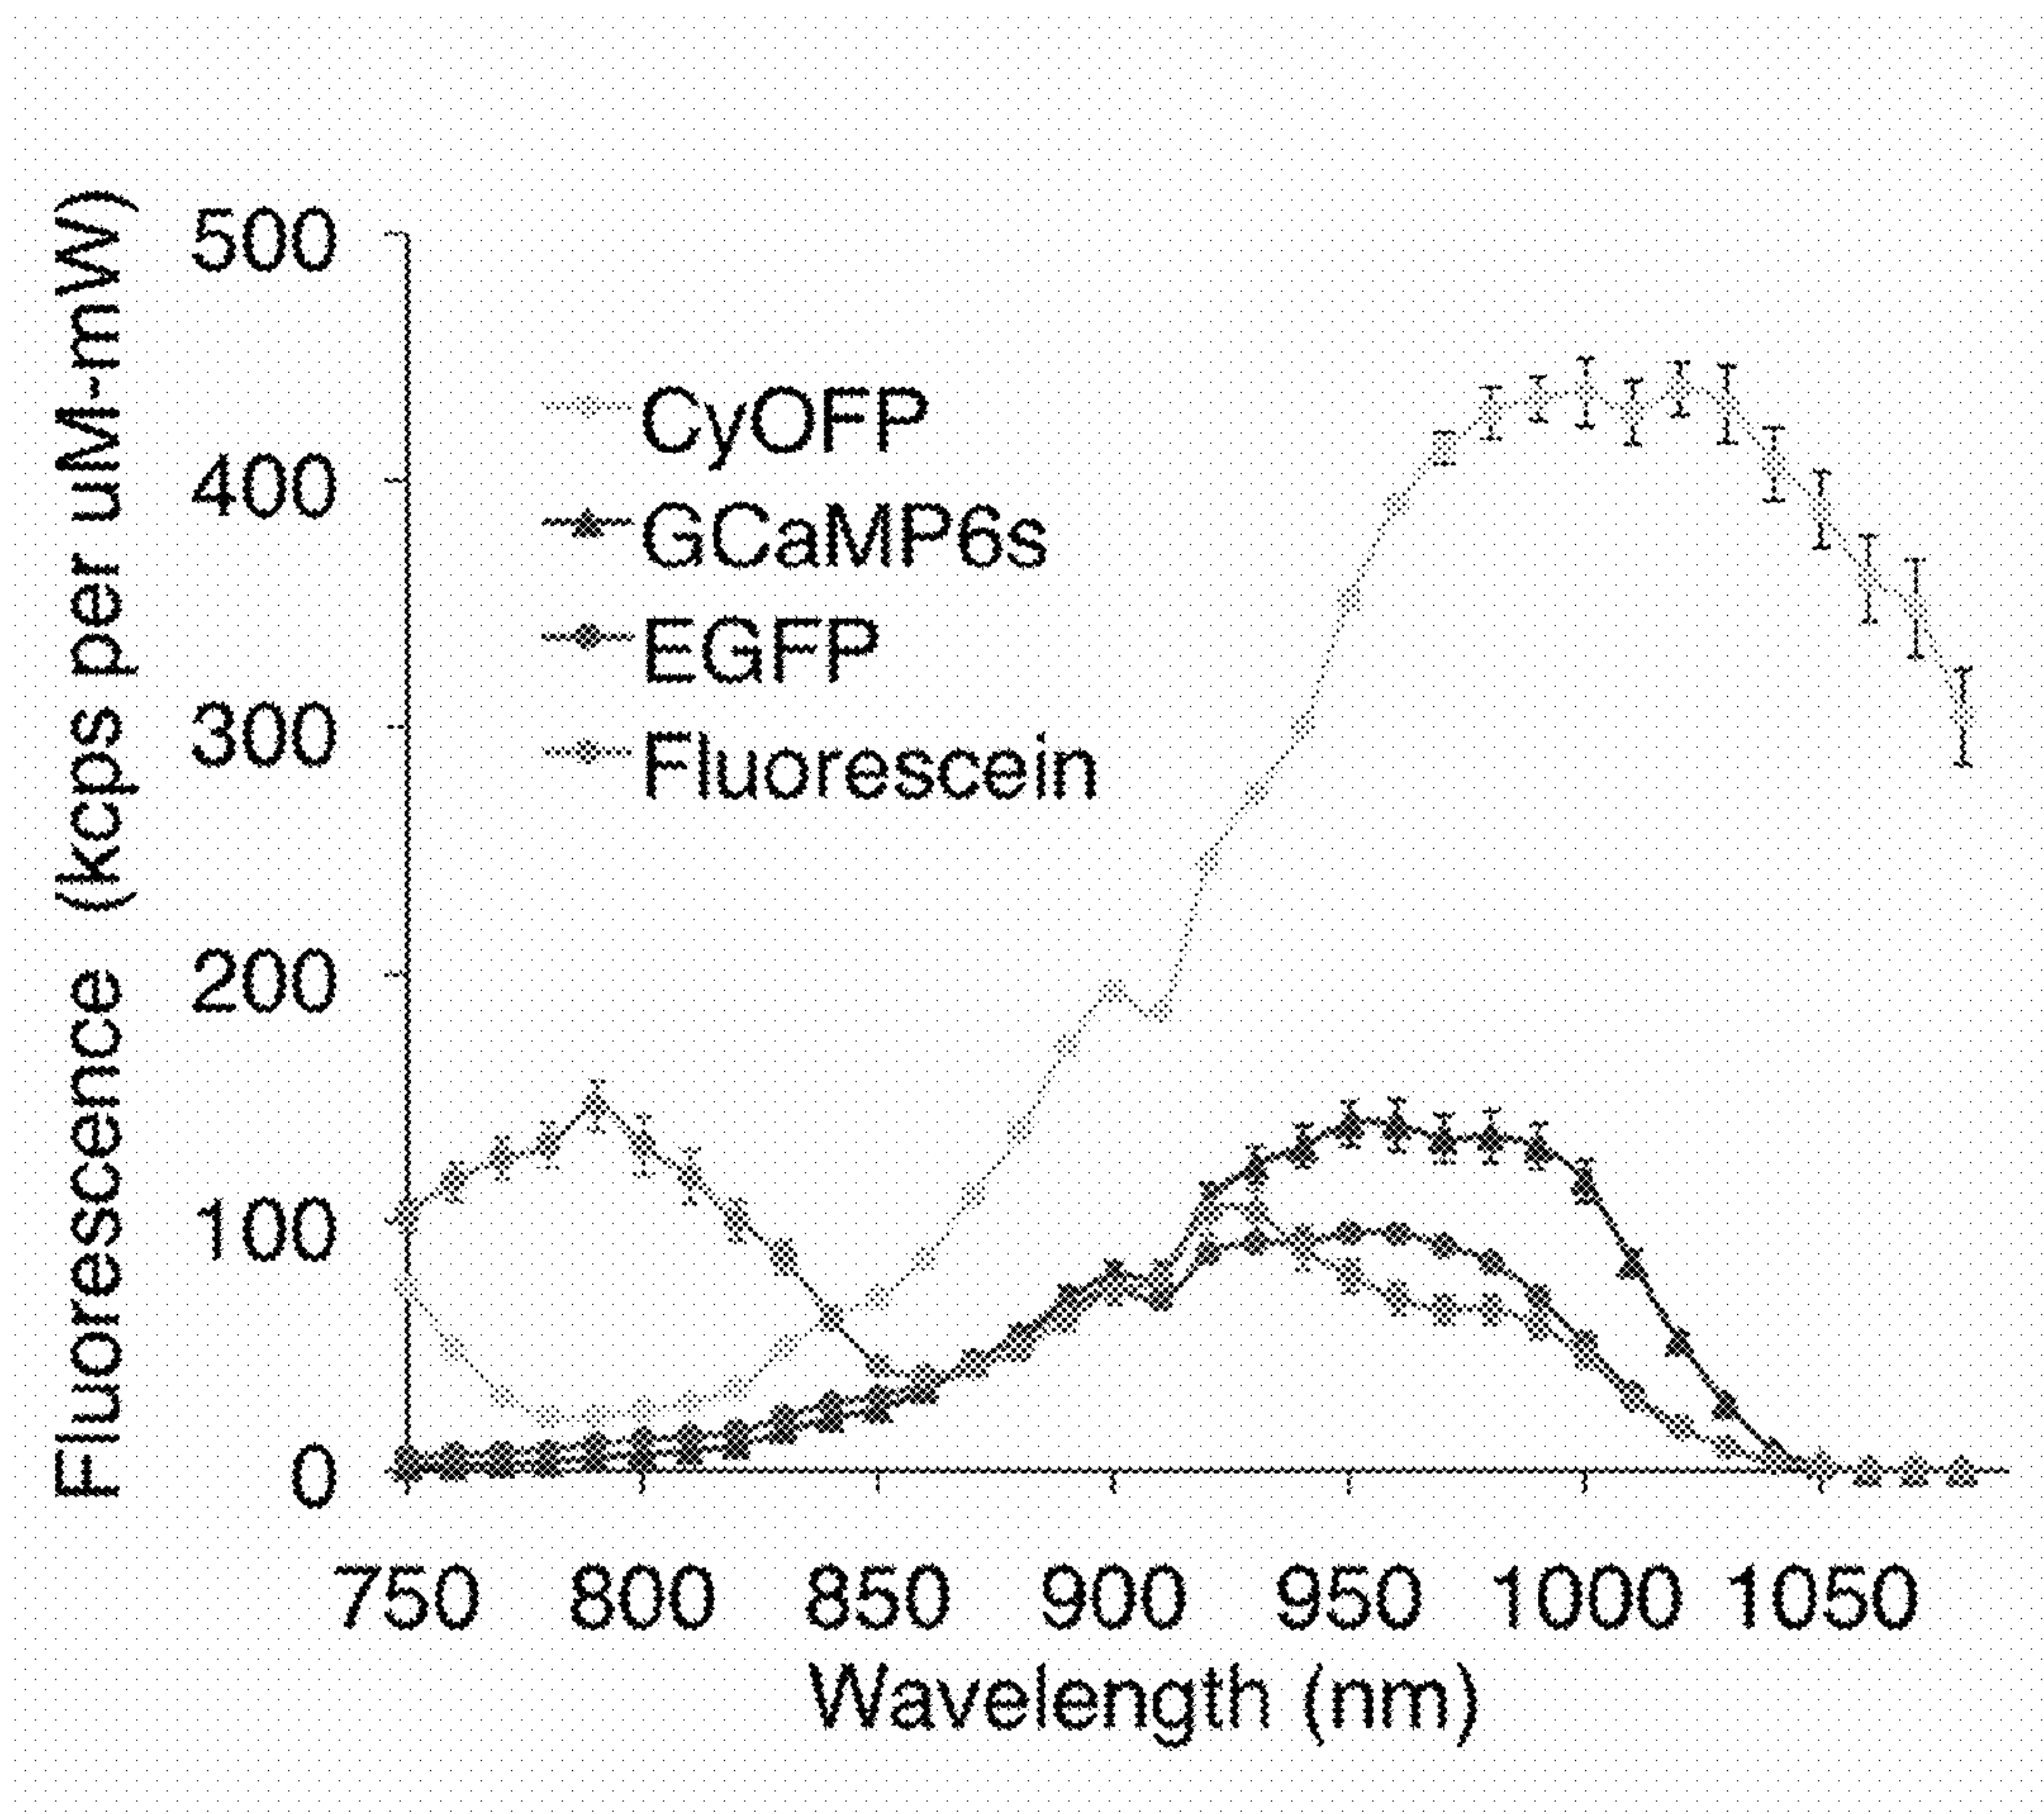 Fluorescence (kcps per uM-mW)
500
400
300
200
100
0
CyOFP
GCaMP6s
EGFP
Fluorescein
750 800 850 900 950 1000 1050
Wavelength (nm)